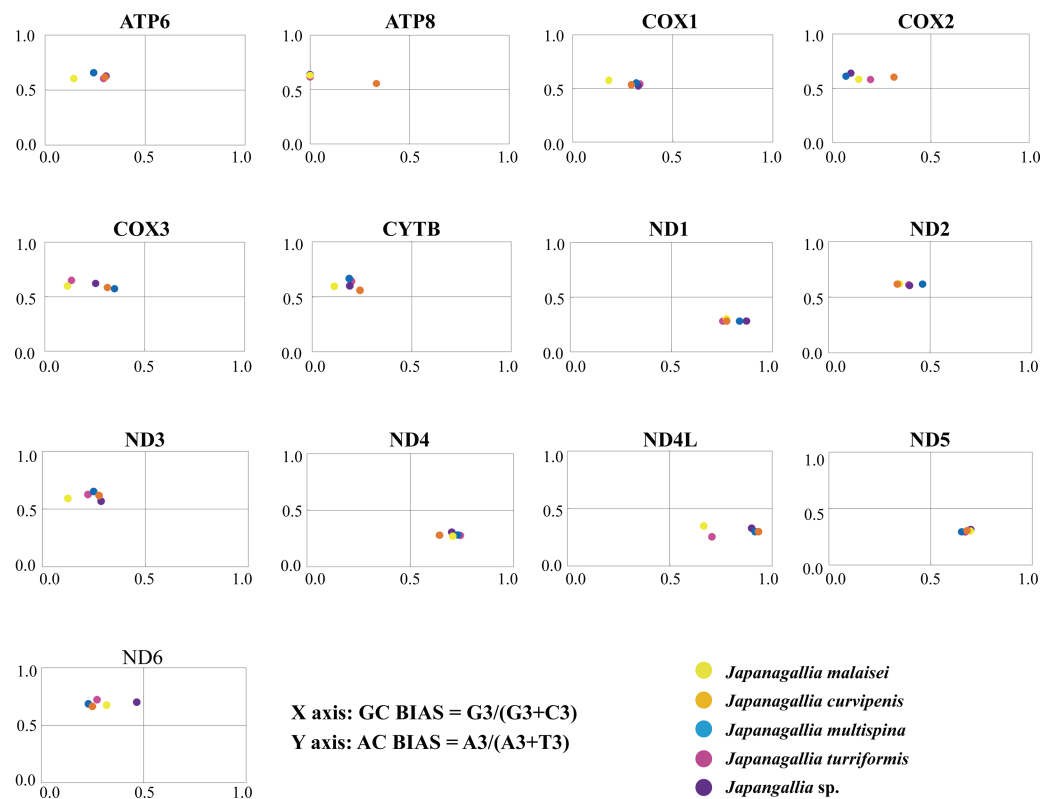 ATP6 ATP8 COX1 COX2
1.0 1.0 1.0 1.0
0.5 0.5 0.5 0.5
0.0 0.0 0.0 0.0
0.0 0.5 1.0 0.0 0.5 1.0 0.0 0.5 1.0 0.0 0.5 1.0
COX3 CYTB ND1 ND2
1.0 1.0 1.0 1.0
0.5 0.5 0.5 0.5
0.0 0.0 0.0 0.0
0.0 0.5 1.0 0.0 0.5 1.0 0.0 0.5 1.0 0.0 0.5 1.0
ND3 ND4 ND4L ND5
1.0 1.0 1.0 1.0
0.5 0.5 0.5 0.5
0.0 0.0 0.0 0.0
0.0 0.5 1.0 0.0 0.5 1.0 0.0 0.5 1.0 0.0 0.5 1.0
ND6
1.0
0.5
0.0
0.0 0.5 1.0
X axis: GC BIAS = G3/(G3+C3)
Y axis: AC BIAS = A3/(A3+T3)
Japanagallia malaisei
Japanagallia curvipenis
Japanagallia multispina
Japanagallia turriformis
Japangallia sp.